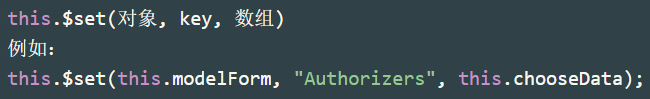 this.$set(对象, key, 数组)
例如：
this.$set(this.modelForm, "Authorizers", this.chooseData);